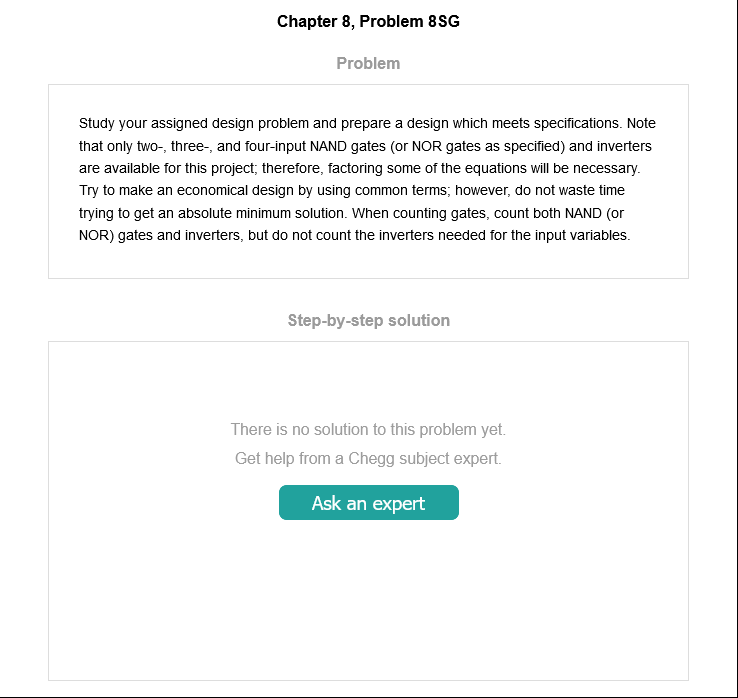 Chapter 8, Problem 8SG
Problem
Study your assigned design problem and prepare a design which meets specifications. Note
that only two-, three-, and four-input NAND gates (or NOR gates as specified) and inverters
are available for this project; therefore, factoring some of the equations will be necessary.
Try to make an economical design by using common terms; however, do not waste time
trying to get an absolute minimum solution. When counting gates, count both NAND (or
NOR) gates and inverters, but do not count the inverters needed for the input variables.
Step-by-step solution
There is no solution to this problem yet.
Get help from a Chegg subject expert.
Ask an expert